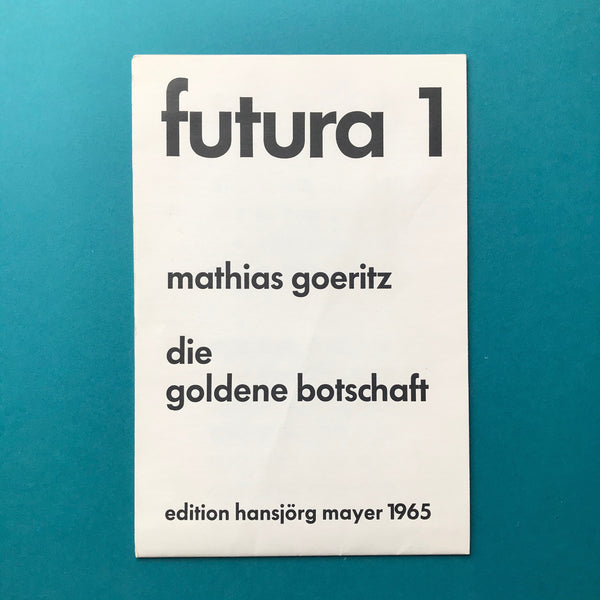 futura 1
mathias goeritz
die
goldene botschaft
edition hansjörg mayer 1965